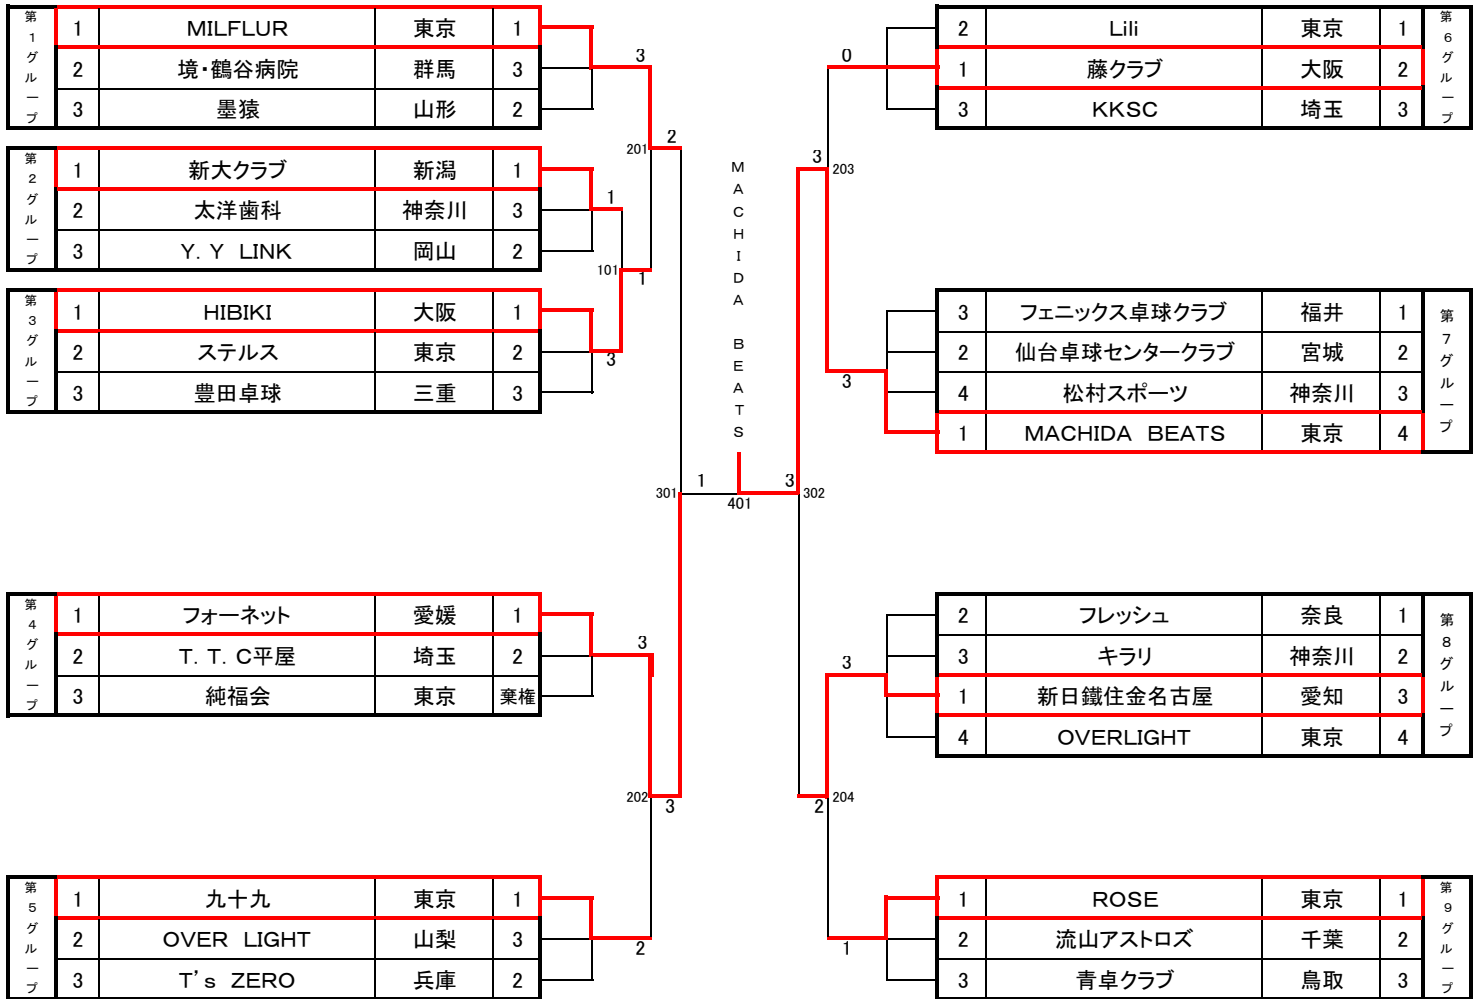 第1グループ
1 MILFLUR 東京 1
2 境・鶴谷病院 群馬 3
3 墨猿 山形 2
第2グループ
1 新大クラブ 新潟 1
2 太洋歯科 神奈川 3
3 Y.Y LINK 岡山 2
第3グループ
1 HIBIKI 大阪 1
2 ステルス 東京 2
3 豊田卓球 三重 3
第4グループ
1 フォーネット 愛媛 1
2 T.T.C平屋 埼玉 2
3 純福会 東京 棄権
第5グループ
1 九十九 東京 1
2 OVER LIGHT 山梨 3
3 T's ZERO 兵庫 2
3
201
2
1
101
1
3
301
1
3
202
3
2
MACHIDA BEATS
401
0
3
203
3
3
302
3
2
204
1
2 Lili 東京 1
1 藤クラブ 大阪 2
3 KKSC 埼玉 3
第6グループ
3 フェニックス卓球クラブ 福井 1
2 仙台卓球センタークラブ 宮城 2
4 松村スポーツ 神奈川 3
1 MACHIDA BEATS 東京 4
第7グループ
2 フレッシュ 奈良 1
3 キラリ 神奈川 2
1 新日鐵住金名古屋 愛知 3
4 OVERLIGHT 東京 4
第8グループ
1 ROSE 東京 1
2 流山アストロズ 千葉 2
3 青卓クラブ 鳥取 3
第9グループ